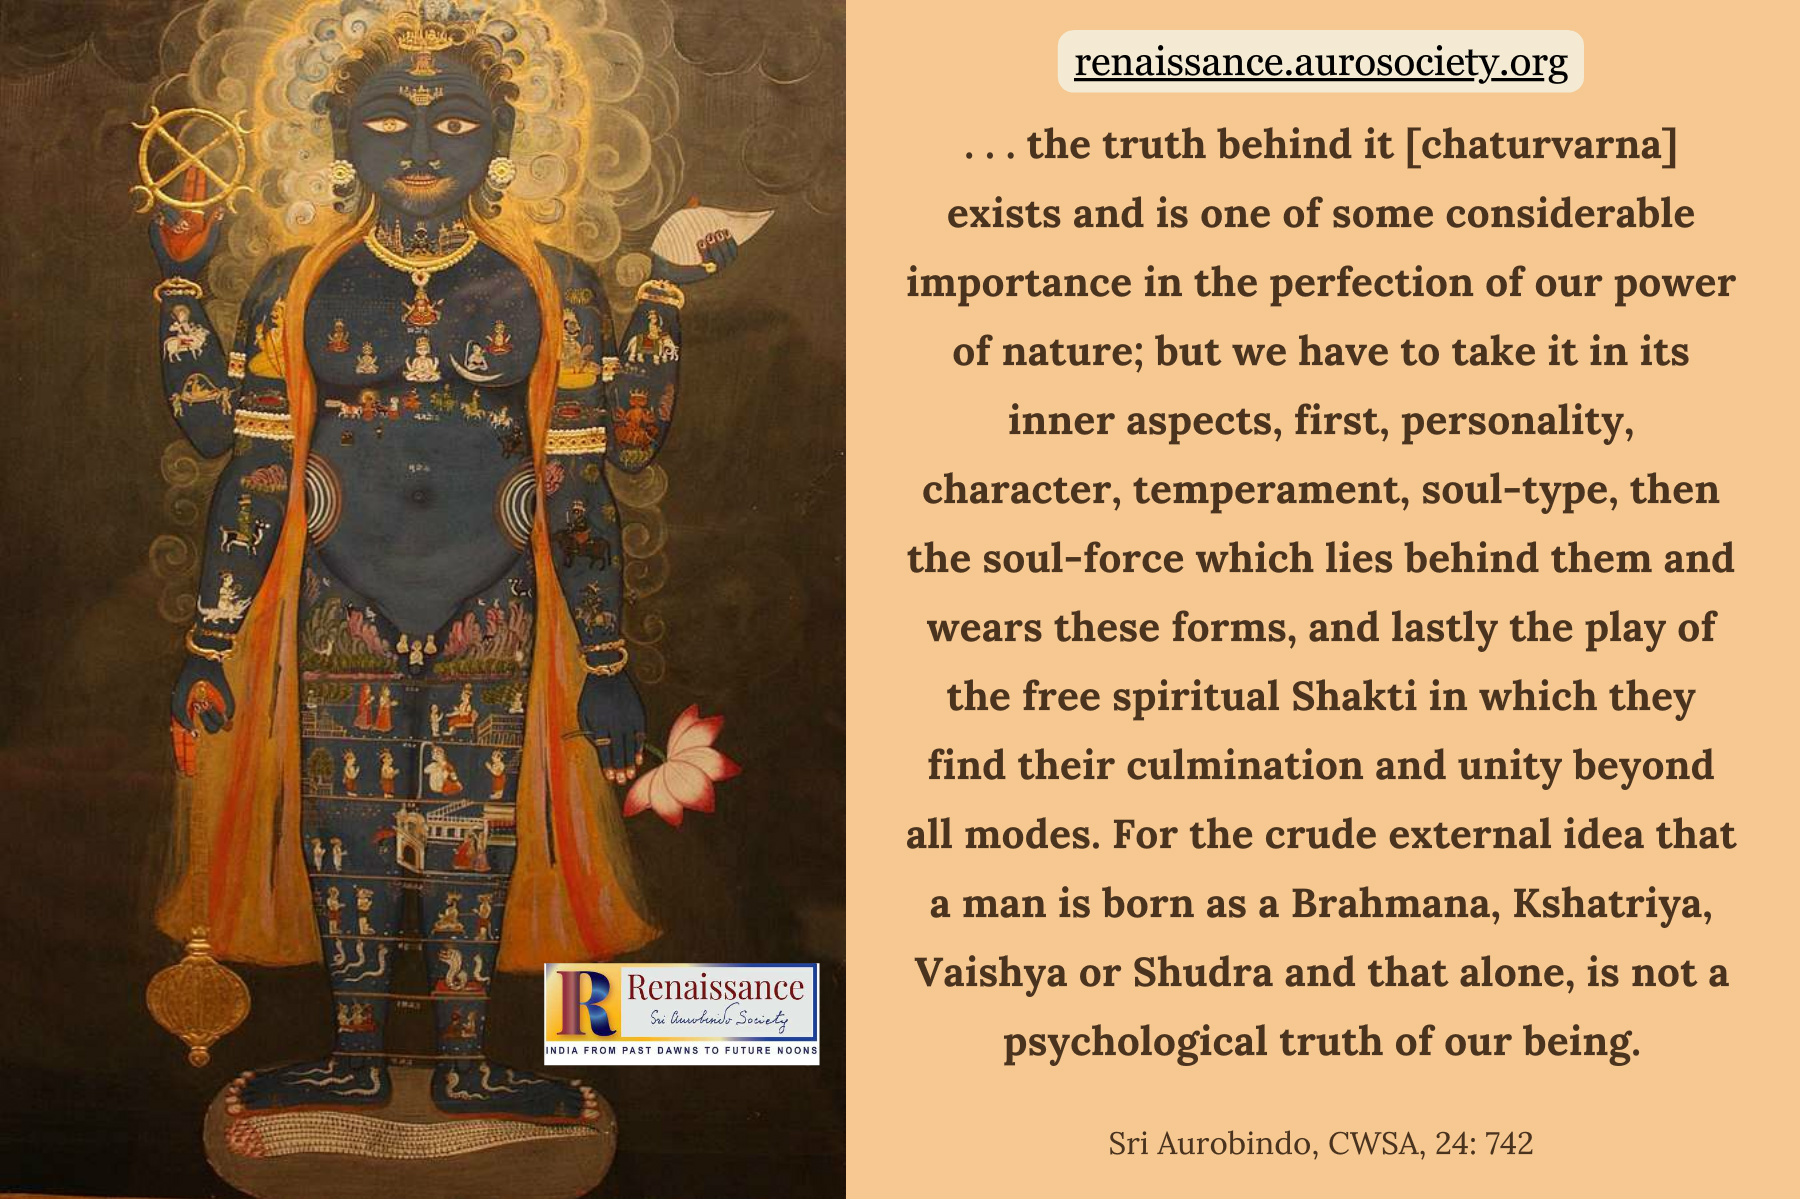 renaissance.aurosociety.org
. . . the truth behind it [chaturvarna]
exists and is one of some considerable
importance in the perfection of our power
of nature; but we have to take it in its
inner aspects, first, personality,
character, temperament, soul-type, then
the soul-force which lies behind them and
wears these forms, and lastly the play of
the free spiritual Shakti in which they
find their culmination and unity beyond
all modes. For the crude external idea that
a man is born as a Brahmana, Kshatriya,
Vaishya or Shudra and that alone, is not a
psychological truth of our being.
Sri Aurobindo, CWSA, 24: 742
R Renaissance
Sri Aurobindo Society
INDIA FROM PAST DAWNS TO FUTURE NOONS